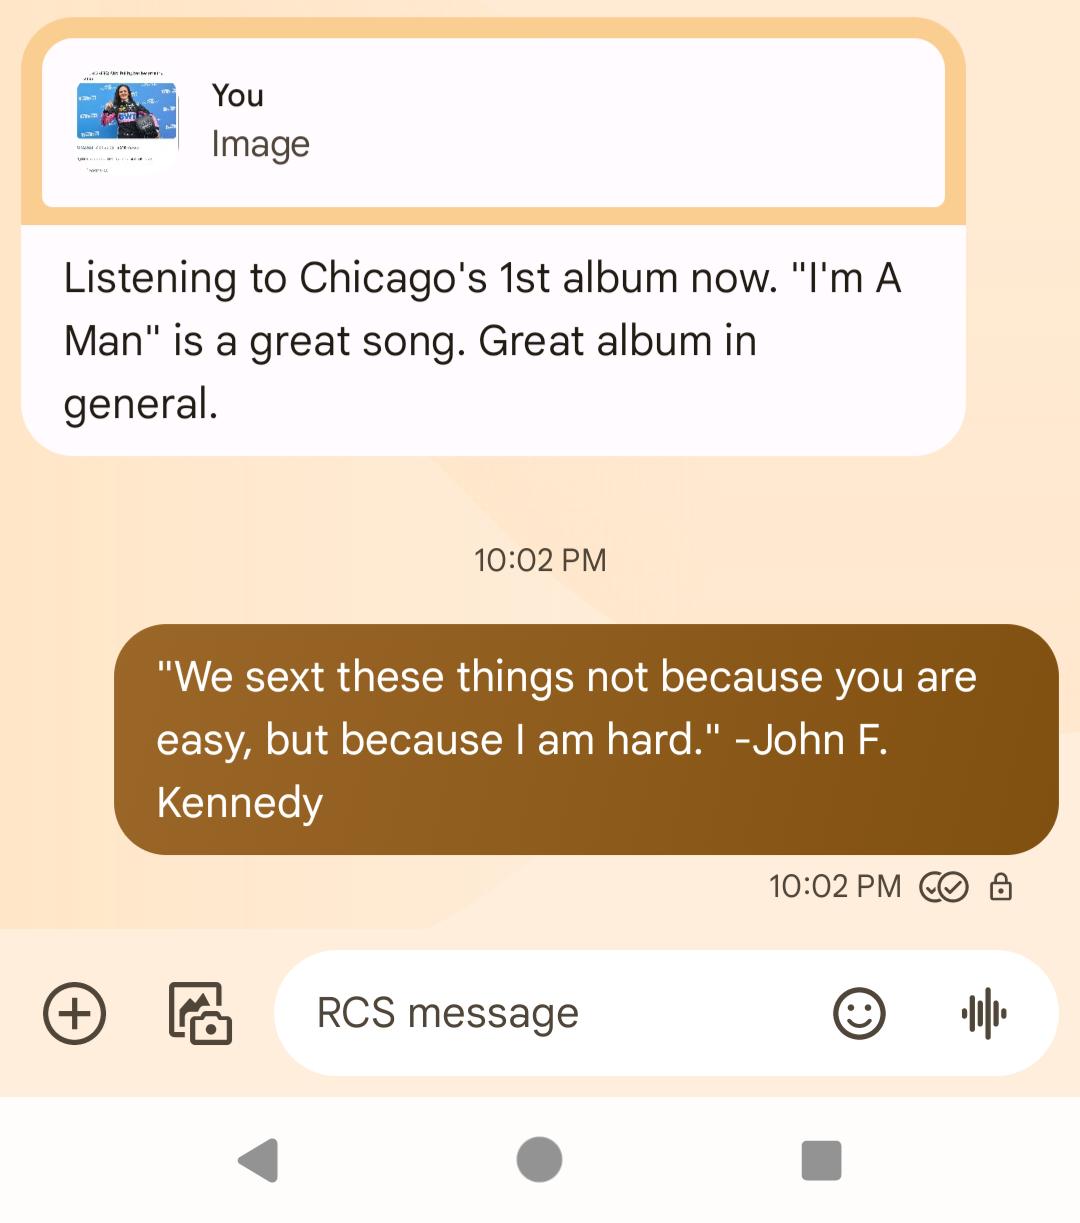 You
Image
Listening to Chicago's 1st album now. "I'm A
Man" is a great song. Great album in
general.
10:02 PM
"We sext these things not because you are
easy, but because I am hard." -John F.
Kennedy
10:02 PM
RCS message